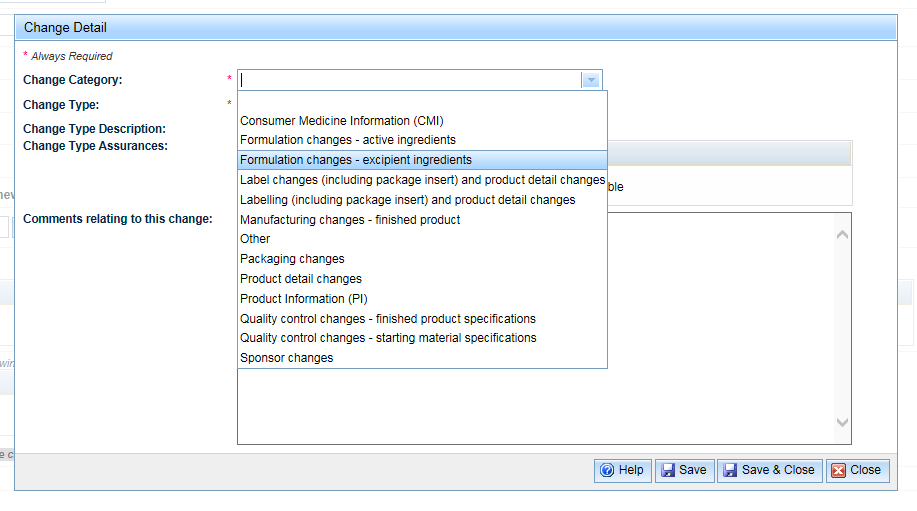 Change Detail
* Always Required
Change Category: *
Change Type: *
Change Type Description:
Change Type Assurances:
Comments relating to this change:
Consumer Medicine Information (CMI)
Formulation changes - active ingredients
Formulation changes - excipient ingredients
Label changes (including package insert) and product detail changes
Labelling (including package insert) and product detail changes
Manufacturing changes - finished product
Other
Packaging changes
Product detail changes
Product Information (PI)
Quality control changes - finished product specifications
Quality control changes - starting material specifications
Sponsor changes
Help
Save
Save & Close
Close